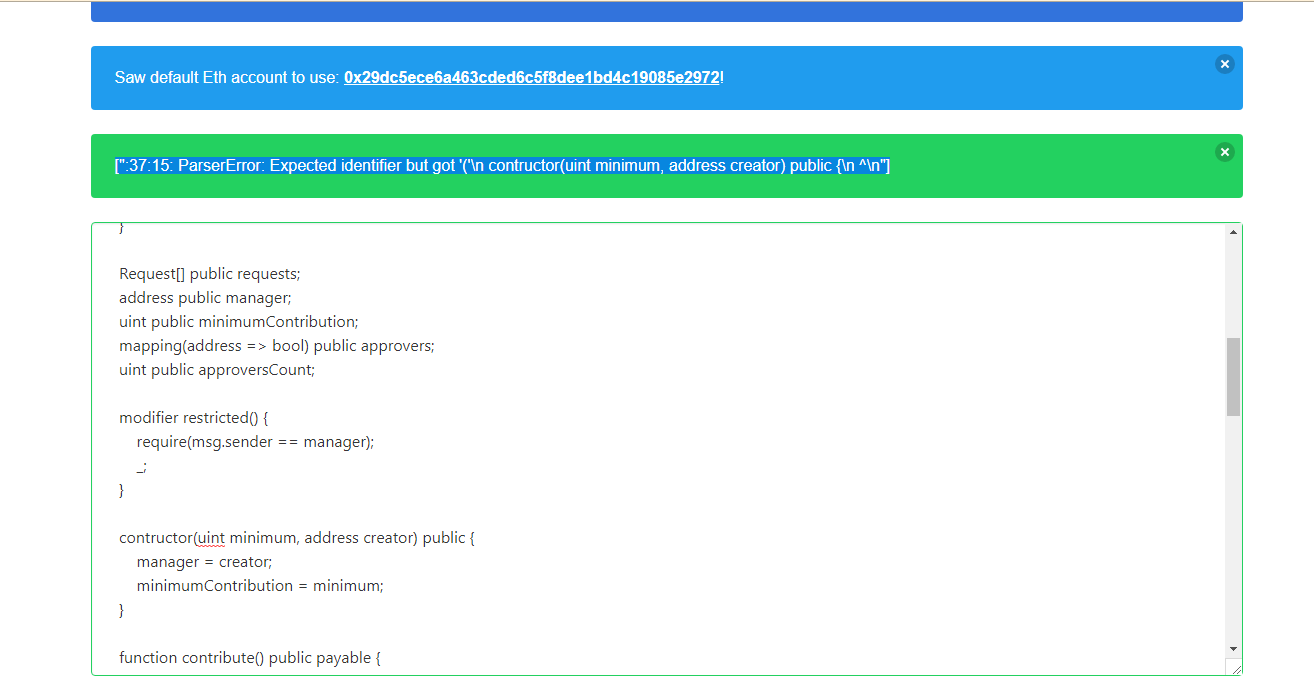 Saw default Eth account to use: 0x29dc5ece6a463cded6c5f8dee1bd4c19085e2972!
[":37:15: ParserError: Expected identifier but got '('\n contructor(uint minimum, address creator) public {\n ^\n"]
}
Request[] public requests;
address public manager;
uint public minimumContribution;
mapping(address => bool) public approvers;
uint public approversCount;
modifier restricted() {
require(msg.sender == manager);
_;
}
contructor(uint minimum, address creator) public {
manager = creator;
minimumContribution = minimum;
}
function contribute() public payable {